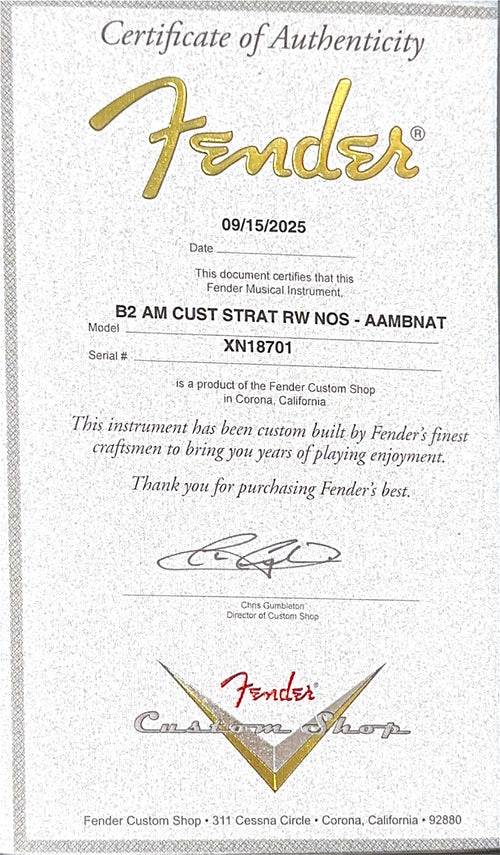 Certificate of Authenticity
Fender®
09/15/2025
Date
This document certifies that this
Fender Musical Instrument,
B2 AM CUST STRAT RW NOS - AAMBNAT
Model
XN18701
Serial #
is a product of the Fender Custom Shop
in Corona, California
This instrument has been custom built by Fender's finest
craftsmen to bring you years of playing enjoyment.
Thank you for purchasing Fender's best.
Chris Gumbleton
Director of Custom Shop
Fender®
Custom Shop
Fender Custom Shop • 311 Cessna Circle • Corona, California • 92880